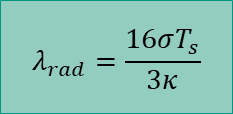 λ_rad = 16σT_s / 3κ